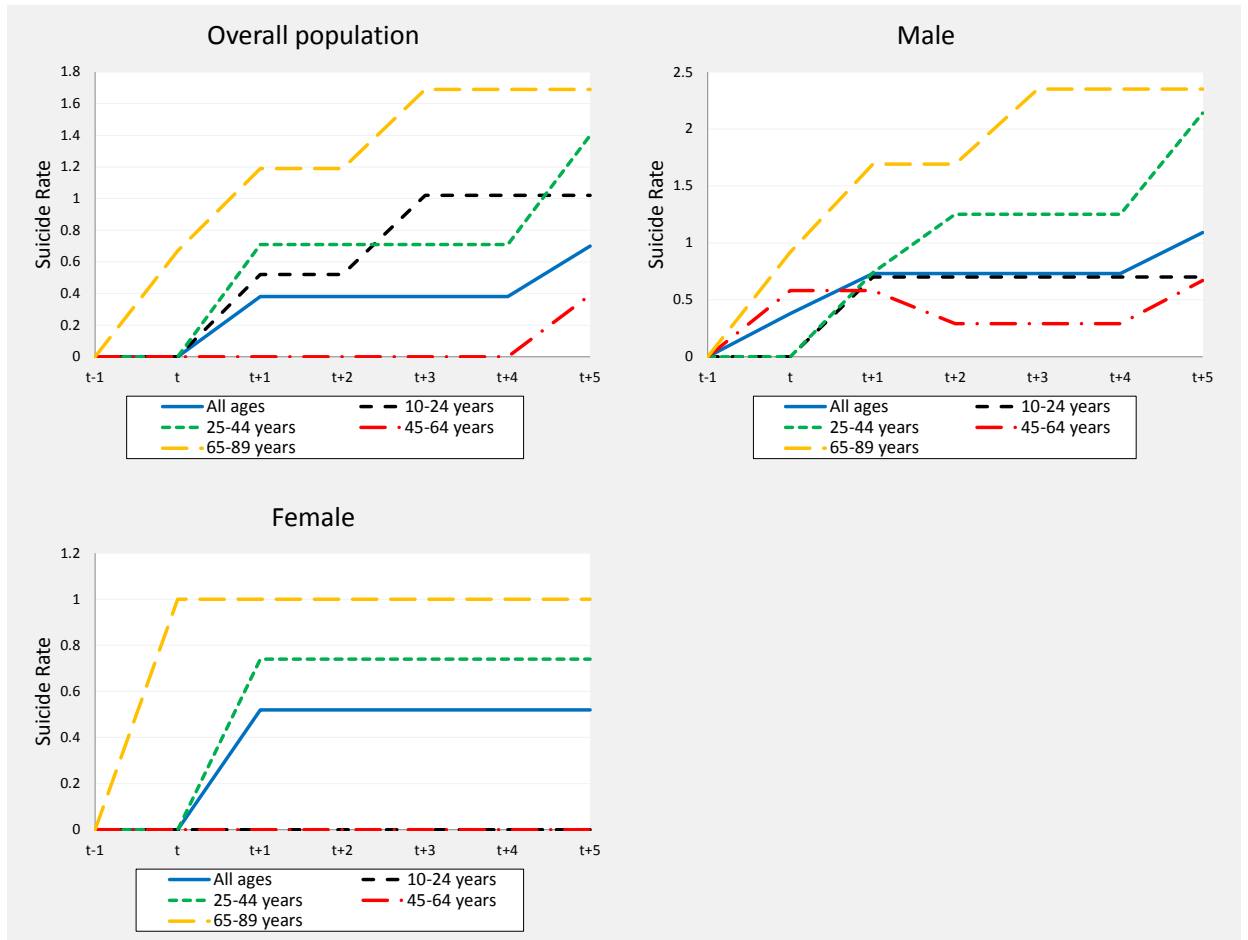 Overall population
Suicide Rate
1.8
1.6
1.4
1.2
1
0.8
0.6
0.4
0.2
0
t-1 t t+1 t+2 t+3 t+4 t+5
All ages 10-24 years
25-44 years 45-64 years
65-89 years
Male
Suicide Rate
2.5
2
1.5
1
0.5
0
t-1 t t+1 t+2 t+3 t+4 t+5
All ages 10-24 years
25-44 years 45-64 years
65-89 years
Female
Suicide Rate
1.2
1
0.8
0.6
0.4
0.2
0
t-1 t t+1 t+2 t+3 t+4 t+5
All ages 10-24 years
25-44 years 45-64 years
65-89 years